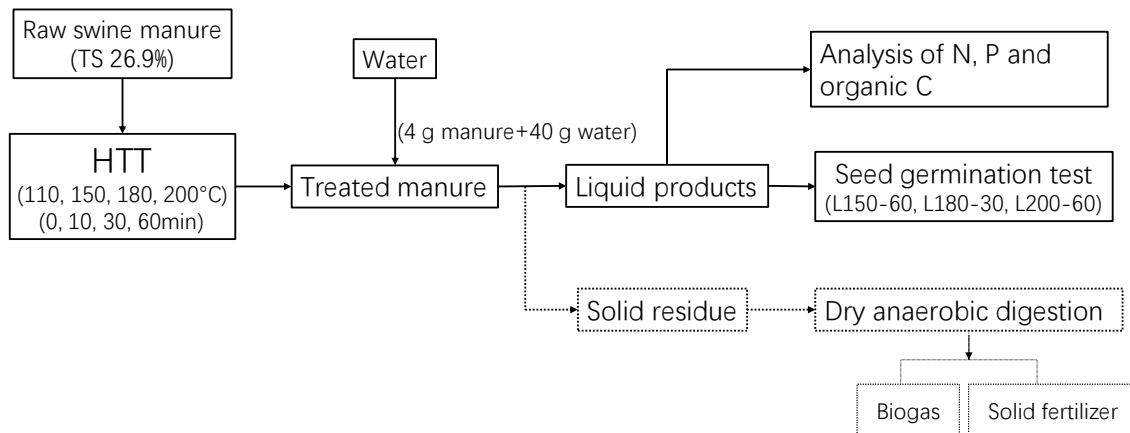 Raw swine manure
(TS 26.9%)
Water
Analysis of N, P and
organic C
(4 g manure+40 g water)
HTT
(110, 150, 180, 200°C)
(0, 10, 30, 60min)
Treated manure
Liquid products
Seed germination test
(L150-60, L180-30, L200-60)
Solid residue
Dry anaerobic digestion
Biogas
Solid fertilizer